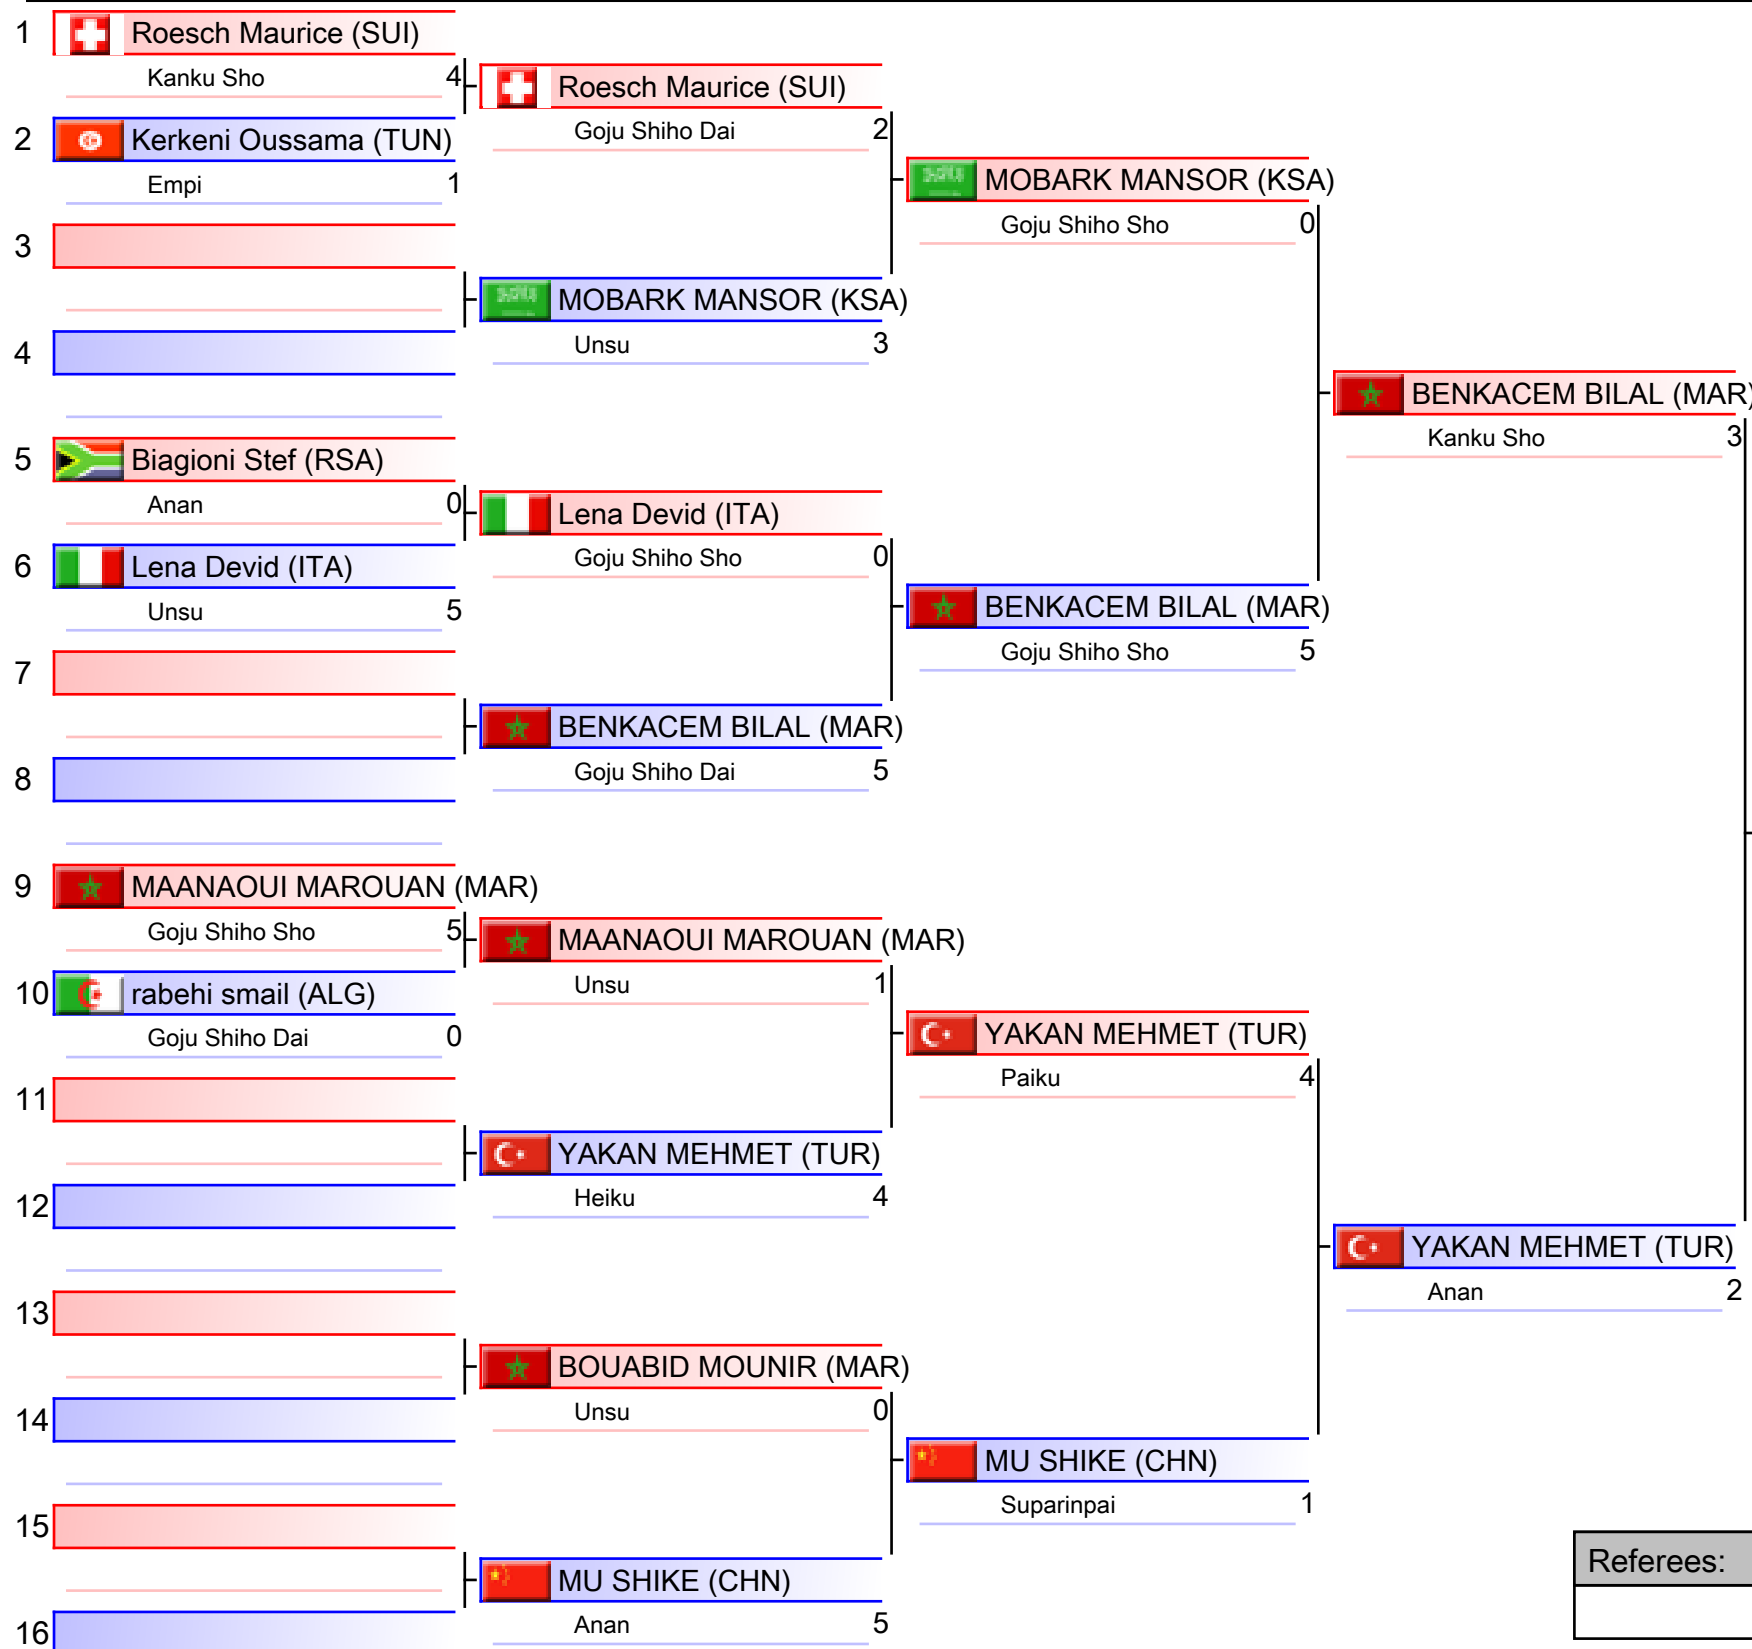 1 Roesch Maurice (SUI)
Kanku Sho 4
2 Kerkeni Oussama (TUN)
Empi 1
3
4
5 Biagioni Stef (RSA)
Anan 0
6 Lena Devid (ITA)
Unsu 5
7
8
9 MAANAOUI MAROUAN (MAR)
Goju Shiho Sho 5
10 rabehi smail (ALG)
Goju Shiho Dai 0
11
12
13
14
15
16
Roesch Maurice (SUI)
Goju Shiho Dai 2
MOBARK MANSOR (KSA)
Unsu 3
Lena Devid (ITA)
Goju Shiho Sho 0
BENKACEM BILAL (MAR)
Goju Shiho Dai 5
MAANAOUI MAROUAN (MAR)
Unsu 1
YAKAN MEHMET (TUR)
Heiku 4
BOUABID MOUNIR (MAR)
Unsu 0
MU SHIKE (CHN)
Anan 5
MOBARK MANSOR (KSA)
Goju Shiho Sho 0
BENKACEM BILAL (MAR)
Goju Shiho Sho 5
YAKAN MEHMET (TUR)
Paiku 4
MU SHIKE (CHN)
Suparinpai 1
BENKACEM BILAL (MAR)
Kanku Sho 3
YAKAN MEHMET (TUR)
Anan 2
Referees: